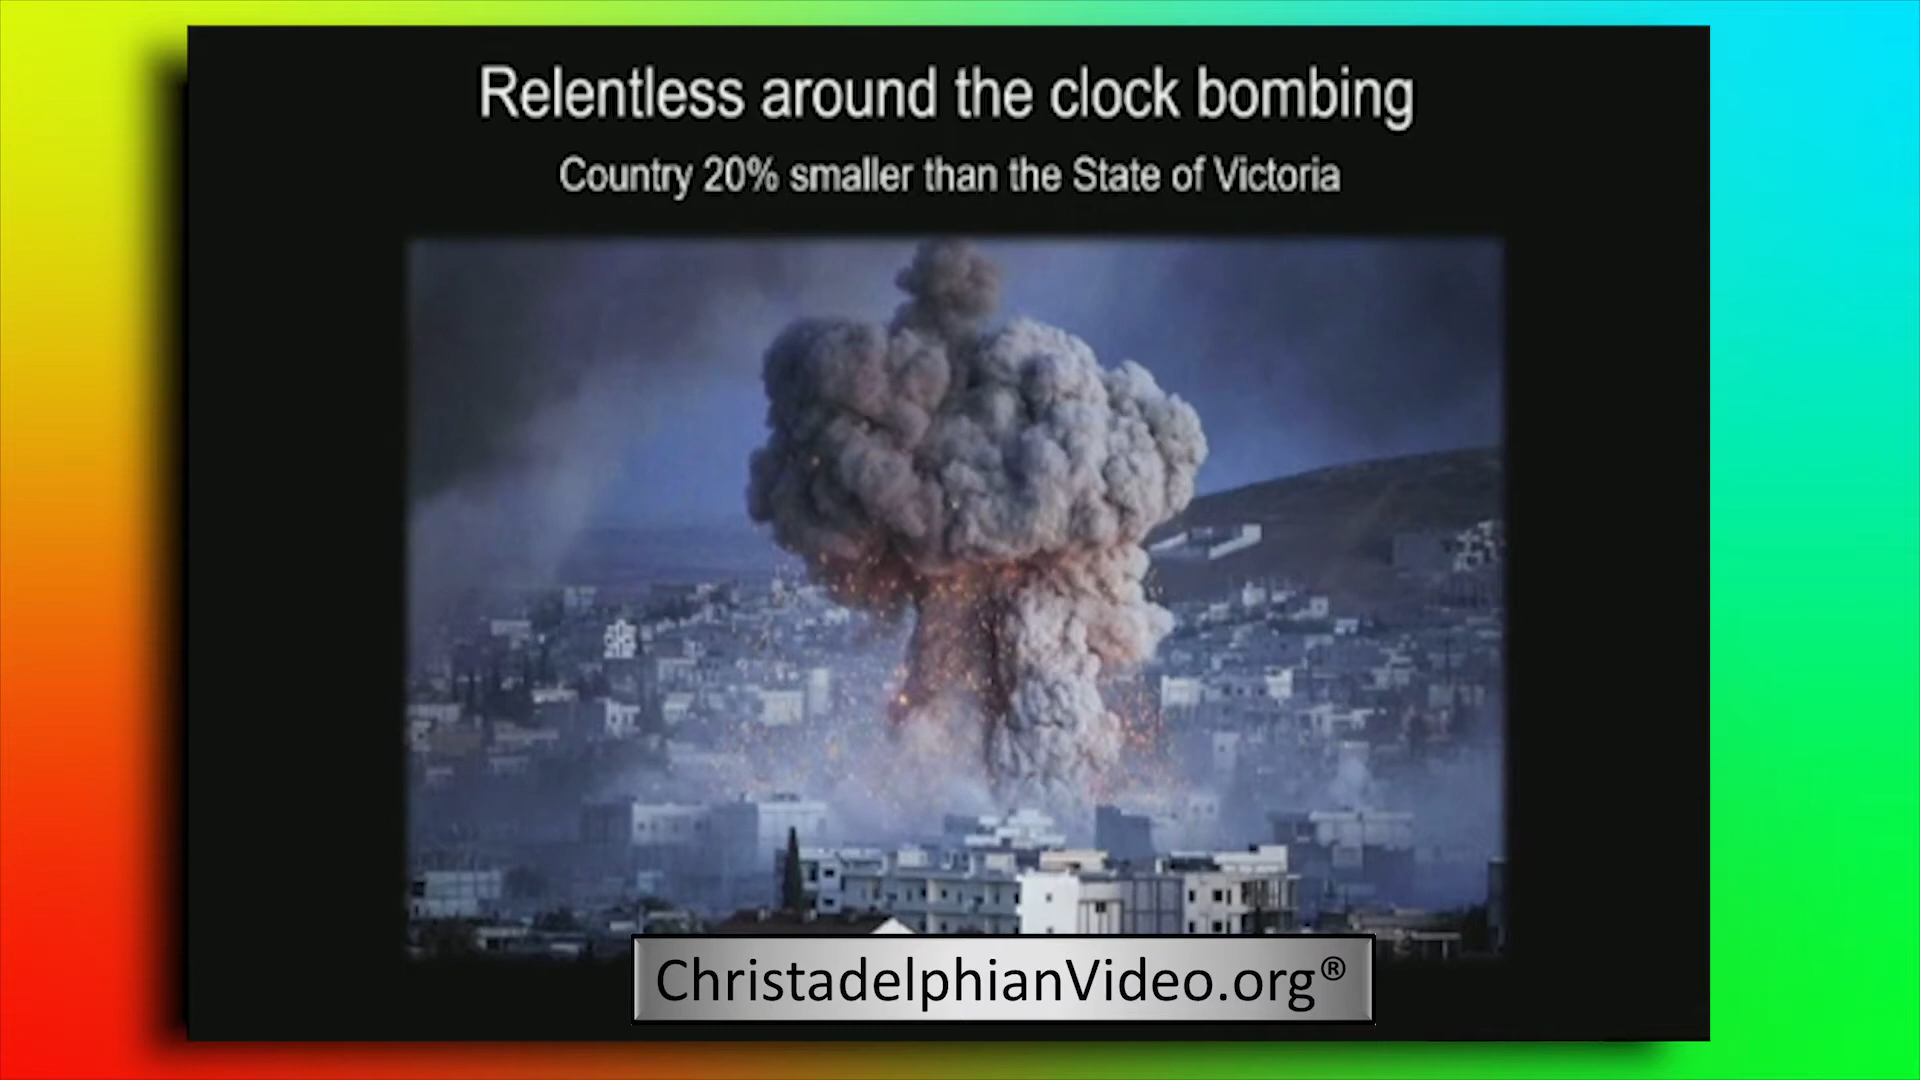 Relentless around the clock bombing
Country 20% smaller than the State of Victoria
ChristadelphianVideo.org®